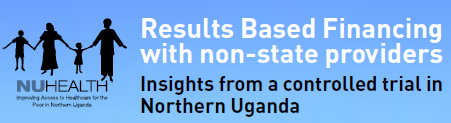 NUHEALTH
Improving Access to Healthcare for the
Poor in Northern Uganda
Results Based Financing
with non-state providers
Insights from a controlled trial in
Northern Uganda